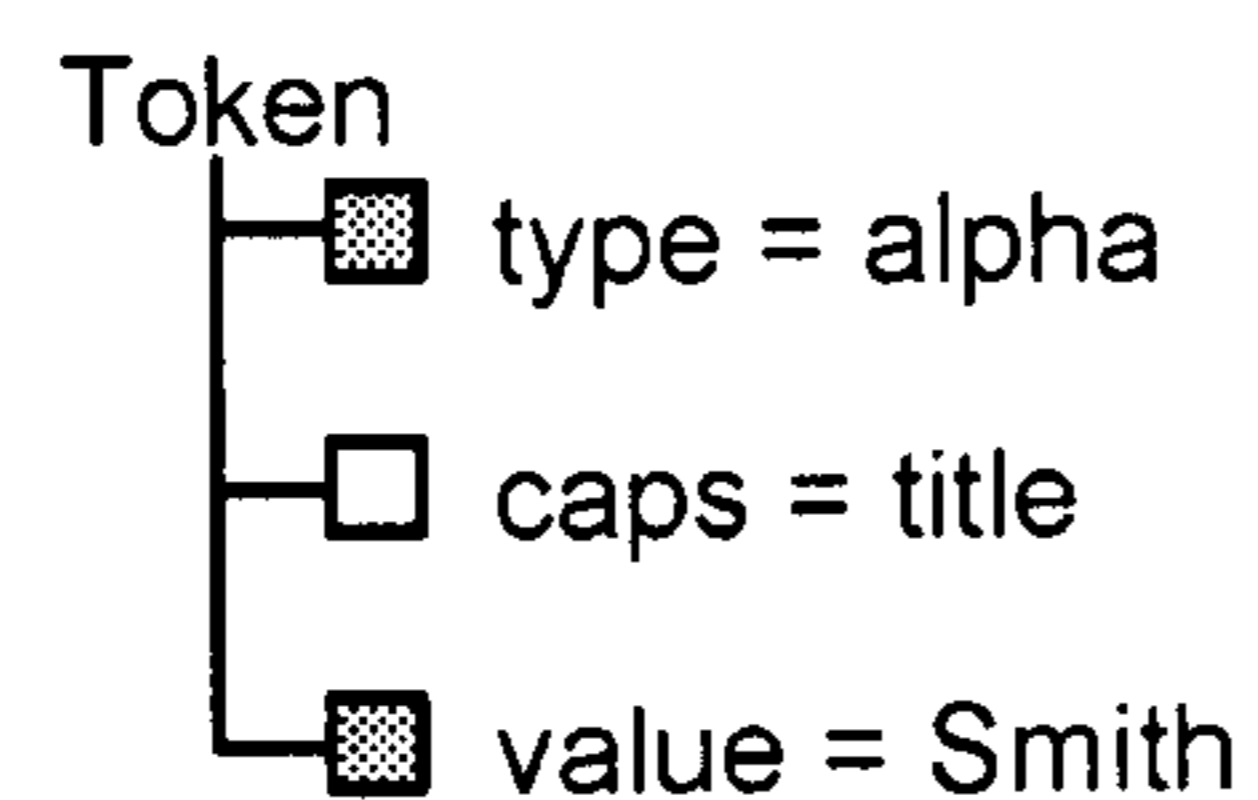 Token
type = alpha
caps = title
value = Smith